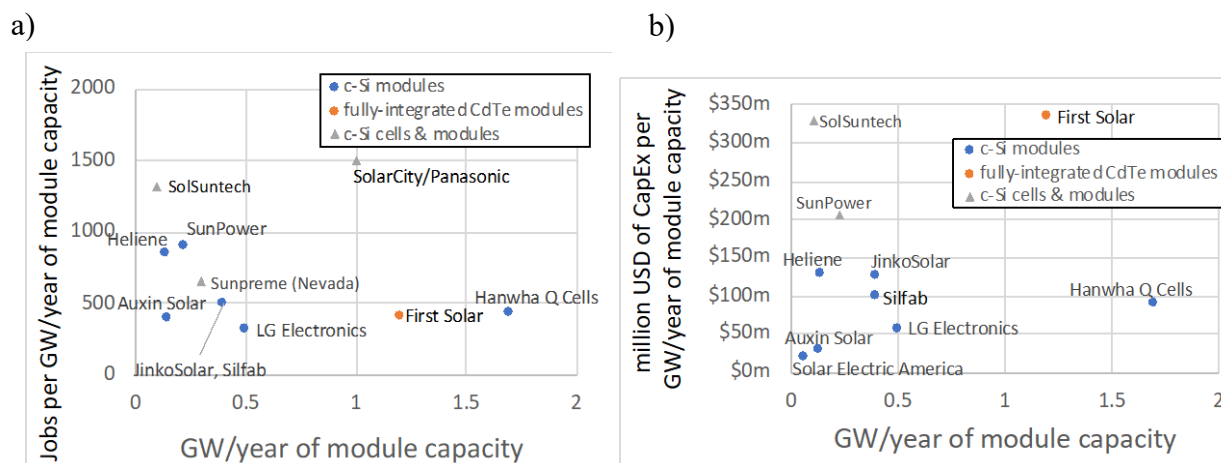 a)
Jobs per GW/year of module capacity
2000
1500
1000
500
0
c-Si modules
fully-integrated CdTe modules
c-Si cells & modules
SolarCity/Panasonic
SolSuntech
SunPower
Heliene
Sunpreme (Nevada)
Auxin Solar
Hanwha Q Cells
First Solar
LG Electronics
JinkoSolar, Silfab
0
0.5
1
1.5
2
GW/year of module capacity
b)
million USD of CapEx per
GW/year of module capacity
$350m
$300m
$250m
$200m
$150m
$100m
$50m
$0m
SolSuntech
First Solar
c-Si modules
fully-integrated CdTe modules
c-Si cells & modules
SunPower
Heliene
JinkoSolar
Silfab
Hanwha Q Cells
LG Electronics
Auxin Solar
Solar Electric America
0
0.5
1
1.5
2
GW/year of module capacity